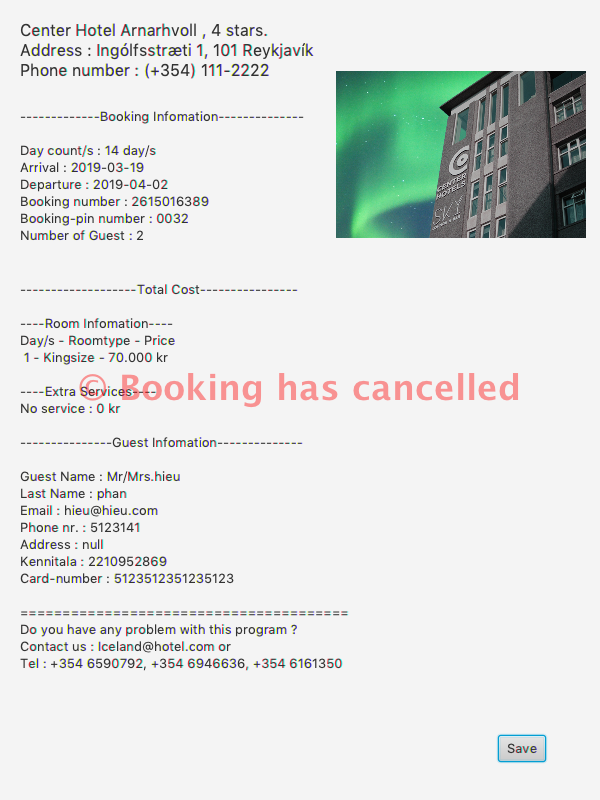 Center Hotel Arnarhvoll , 4 stars.
Address : Ingólfsstræti 1, 101 Reykjavík
Phone number : (+354) 111-2222
-------------Booking Infomation--------------
Day count/s : 14 day/s
Arrival : 2019-03-19
Departure : 2019-04-02
Booking number : 2615016389
Booking-pin number : 0032
Number of Guest : 2
CENTER
HOTELS
SKY
-------------------Total Cost----------------
----Room Infomation----
Day/s - Roomtype - Price
1 - Kingsize - 70.000 kr
----Extra Services----
© Booking has cancelled
No service : 0 kr
---------------Guest Infomation--------------
Guest Name : Mr/Mrs.hieu
Last Name : phan
Email : hieu@hieu.com
Phone nr. : 5123141
Address : null
Kennitala : 2210952869
Card-number : 5123512351235123
=======================================
Do you have any problem with this program ?
Contact us : Iceland@hotel.com or
Tel : +354 6590792, +354 6946636, +354 6161350
Save